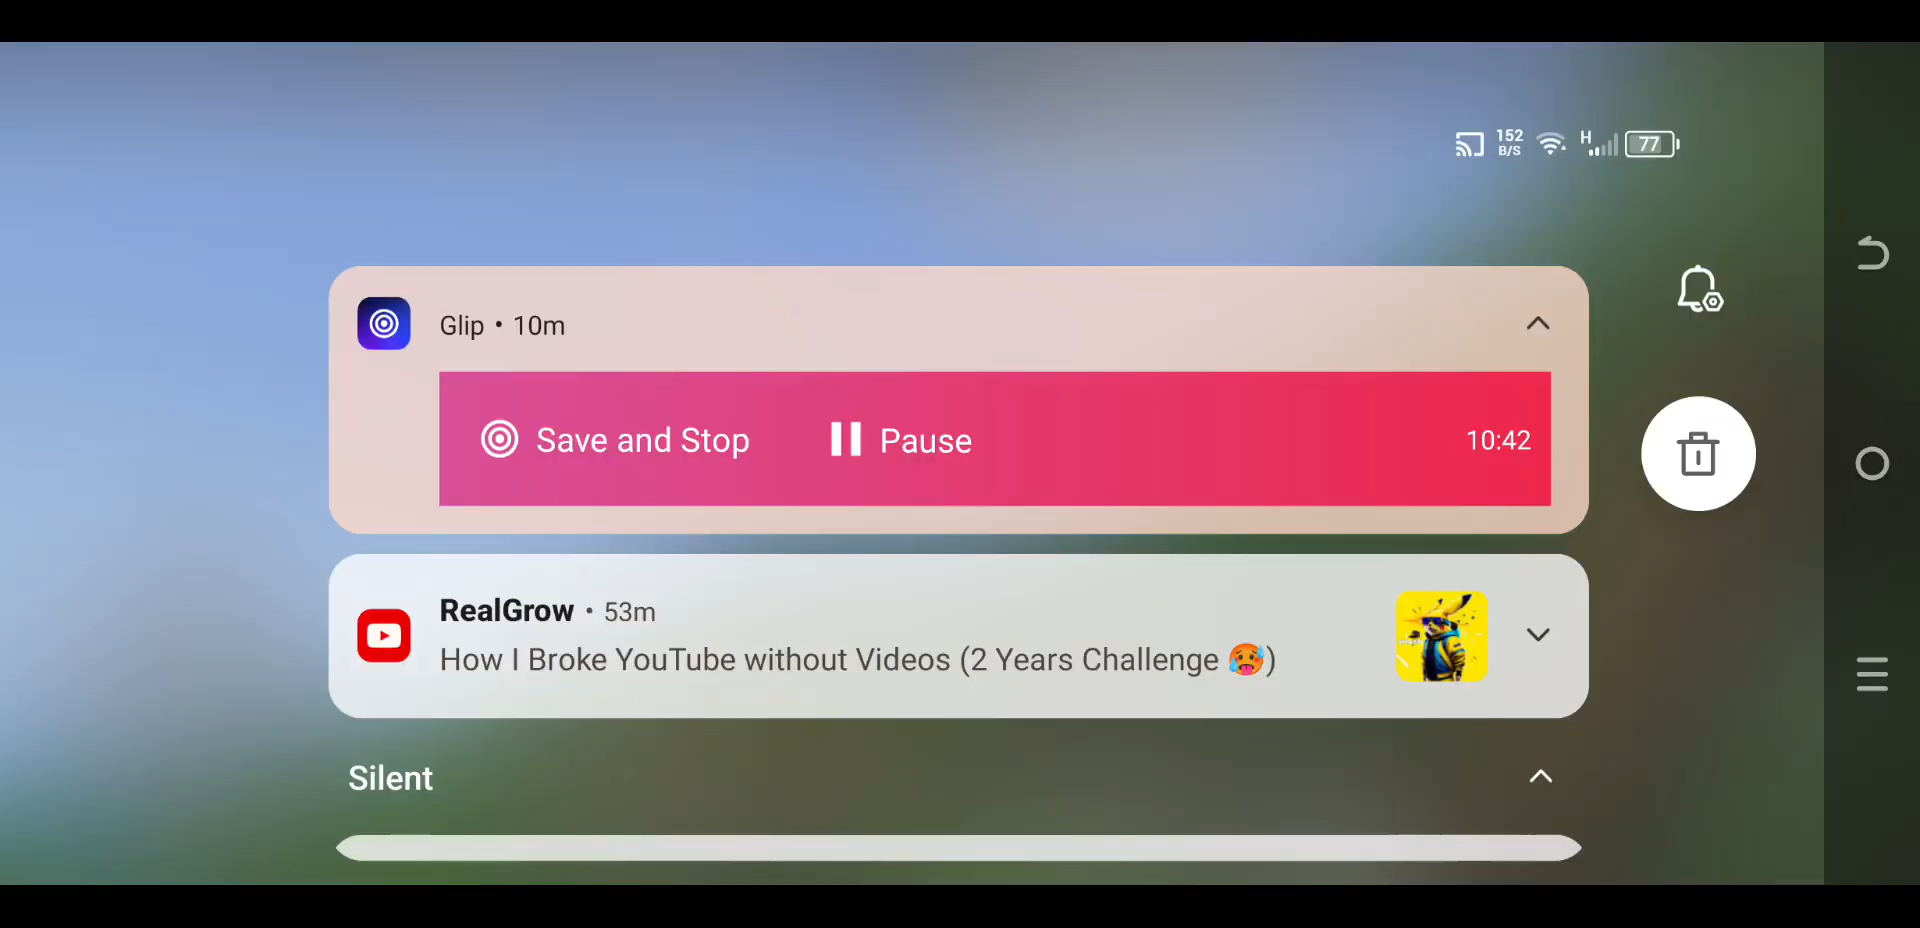 152
B/S
H
77
Glip • 10m
Save and Stop
Pause
10:42
RealGrow • 53m
How I Broke YouTube without Videos (2 Years Challenge 🥵)
Silent